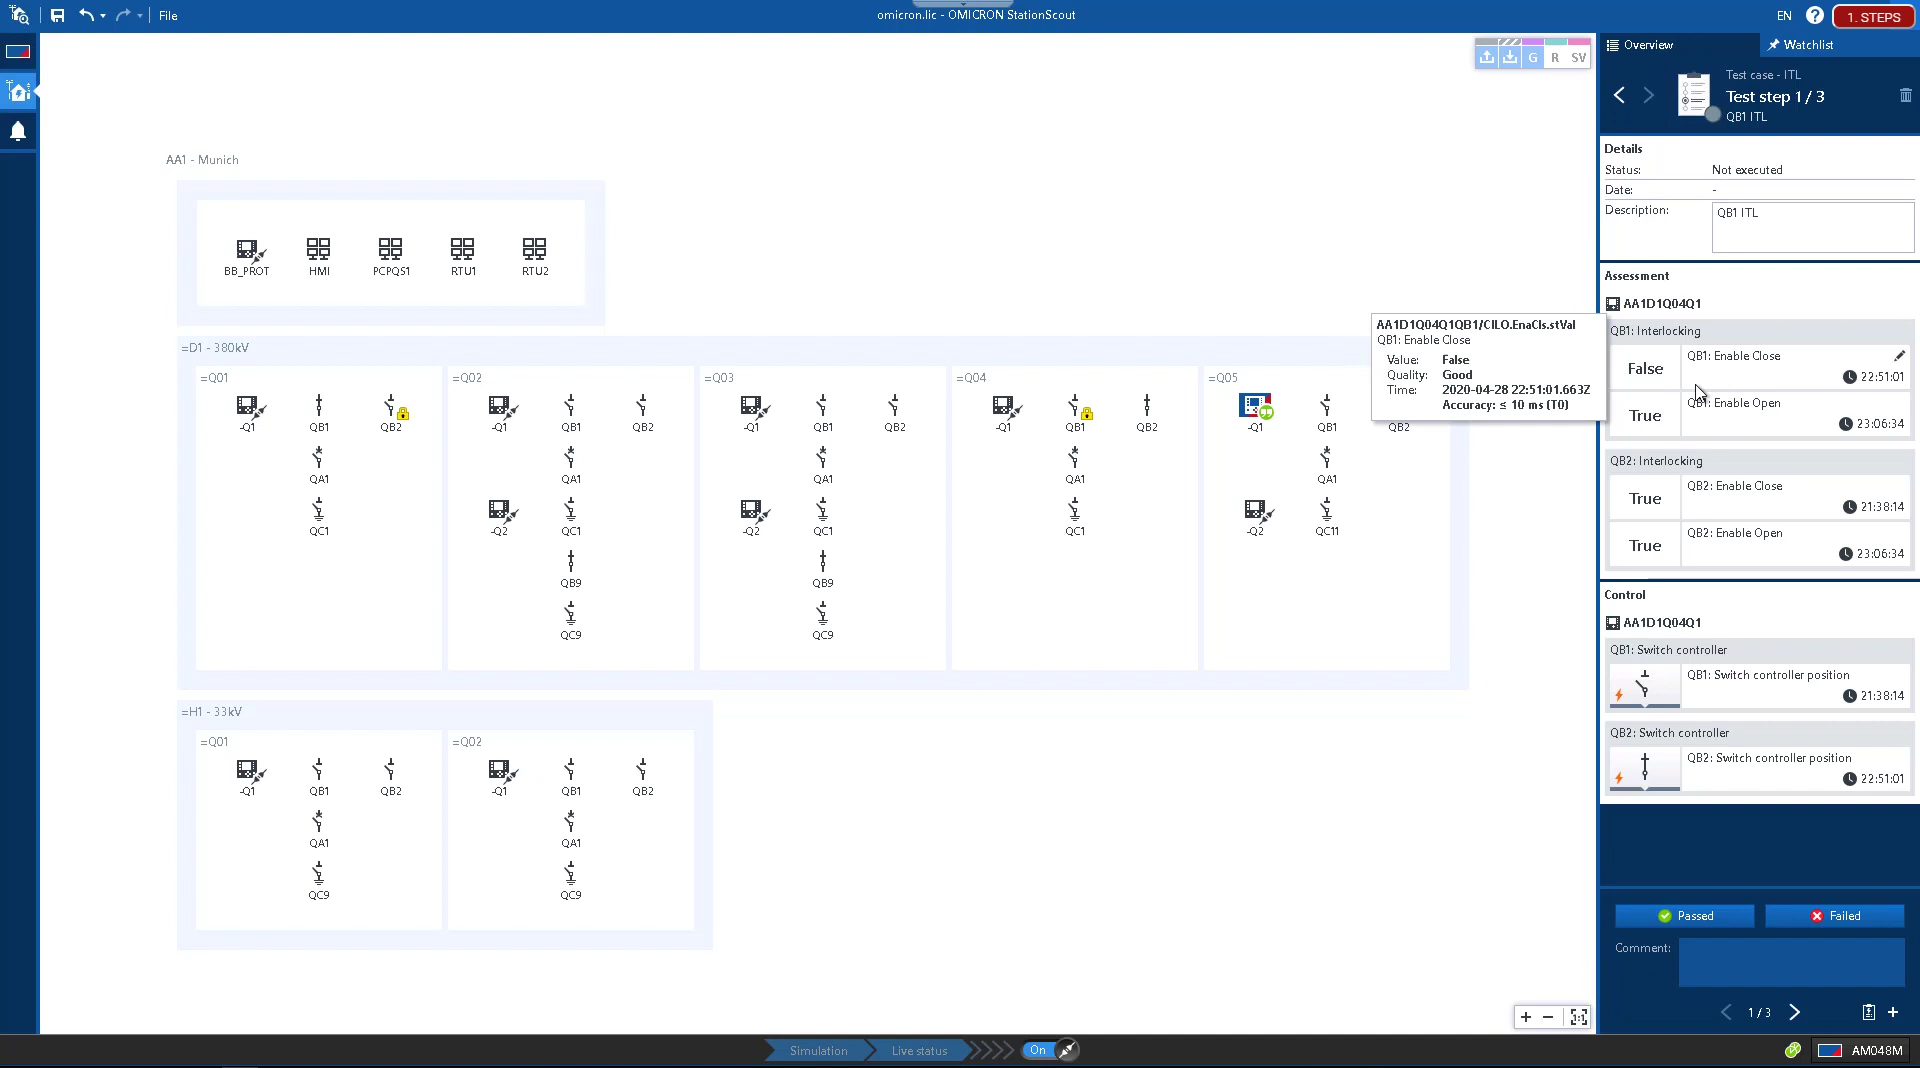 File
omicron.lic - OMICRON StationScout
EN
?
1. STEPS
Overview
Watchlist
G R SV
Test case - ITL
Test step 1 / 3
QB1 ITL
AA1 - Munich
BB_PROT HMI PCPQS1 RTU1 RTU2
Details
Status: Not executed
Date: -
Description: QB1 ITL
=D1 - 380kV
=Q01
-Q1 QB1 QB2
QA1
QC1
=Q02
-Q1 QB1 QB2
QA1
-Q2 QC1
QB9
QC9
=Q03
-Q1 QB1 QB2
QA1
-Q2 QC1
QB9
QC9
=Q04
-Q1 QB1 QB2
QA1
QC1
=Q05
-Q1 QB1 QB2
QA1
-Q2 QC11
AA1D1Q04Q1QB1/CILO.EnaCls.stVal
QB1: Enable Close
Value: False
Quality: Good
Time: 2020-04-28 22:51:01.663Z
Accuracy: ≤ 10 ms (T0)
=H1 - 33kV
=Q01
-Q1 QB1 QB2
QA1
QC9
=Q02
-Q1 QB1 QB2
QA1
QC9
Assessment
AA1D1Q04Q1
QB1: Interlocking
False QB1: Enable Close
22:51:01
True QB1: Enable Open
23:06:34
QB2: Interlocking
True QB2: Enable Close
21:38:14
True QB2: Enable Open
23:06:34
Control
AA1D1Q04Q1
QB1: Switch controller
QB1: Switch controller position
21:38:14
QB2: Switch controller
QB2: Switch controller position
22:51:01
Passed Failed
Comment:
1 / 3
+ − 1:1
Simulation Live status On
AM048M